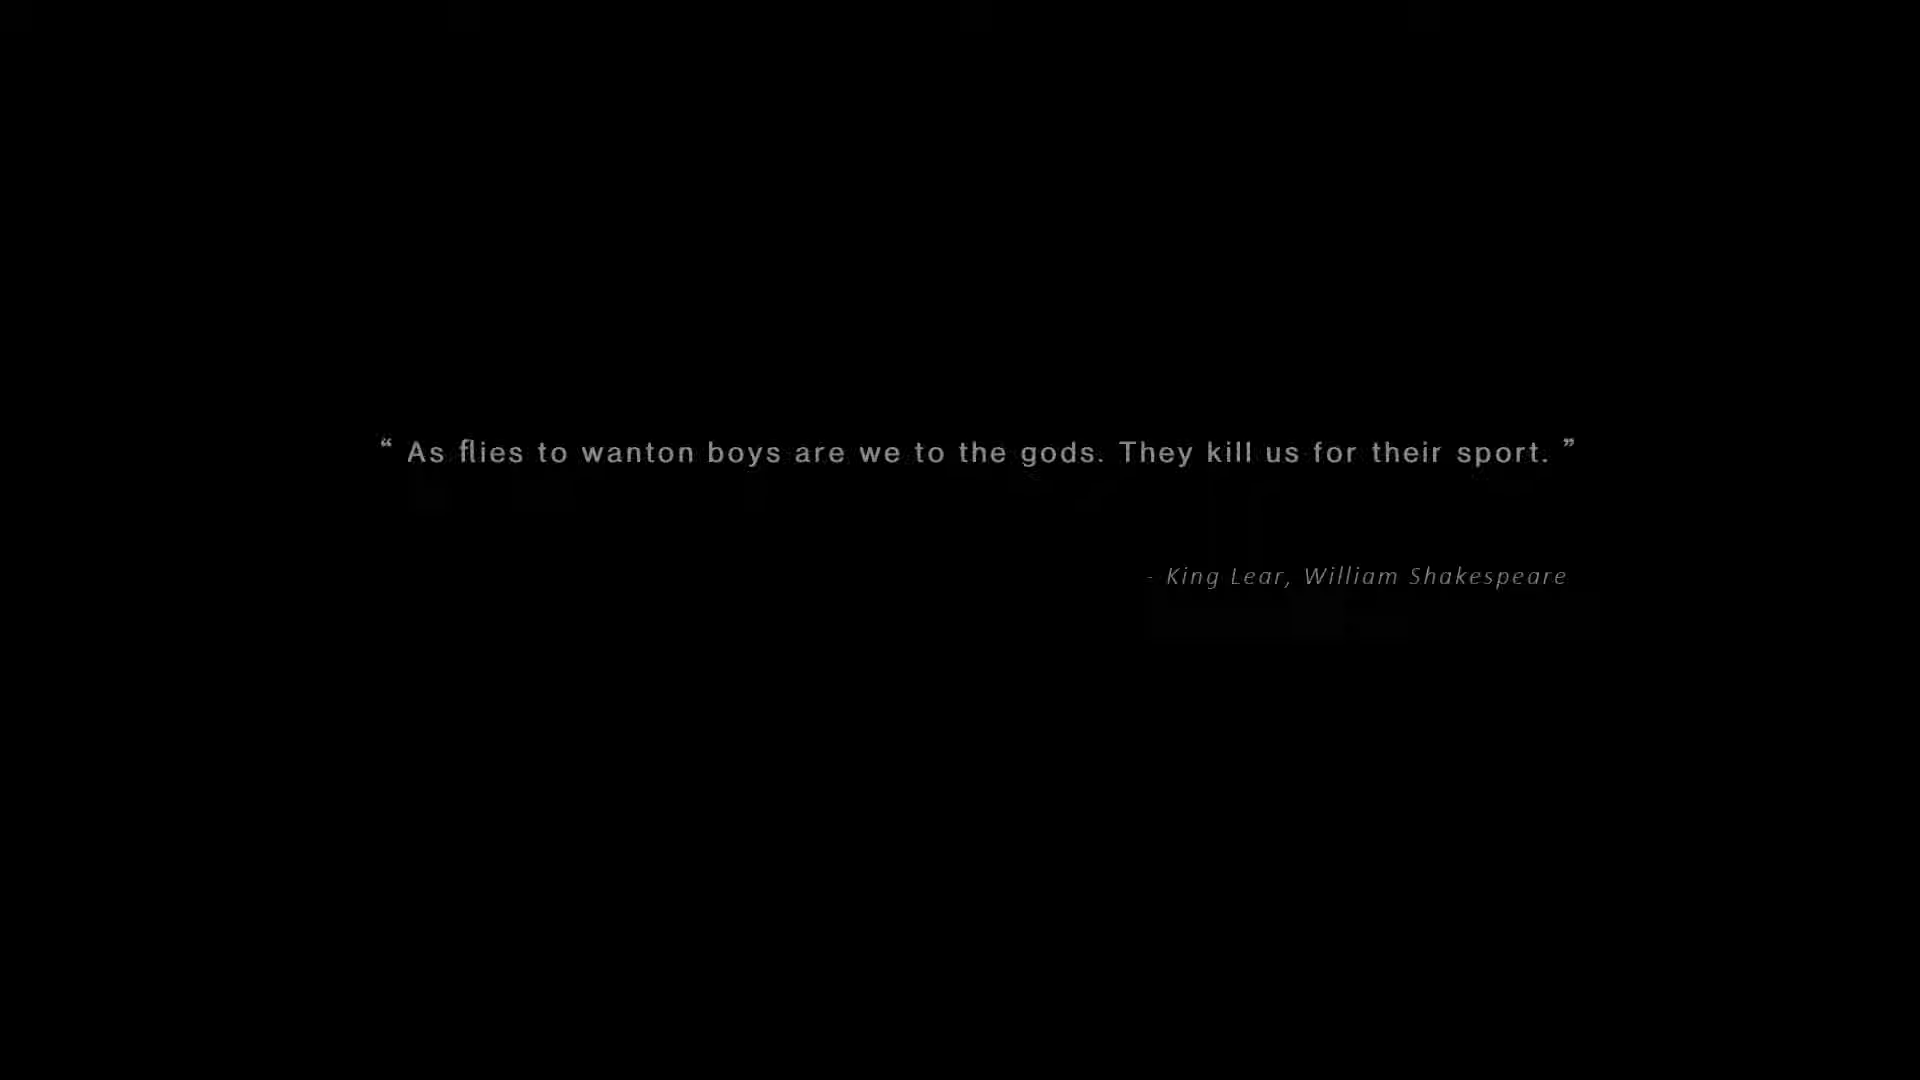 “ As flies to wanton boys are we to the gods. They kill us for their sport. ”
- King Lear, William Shakespeare